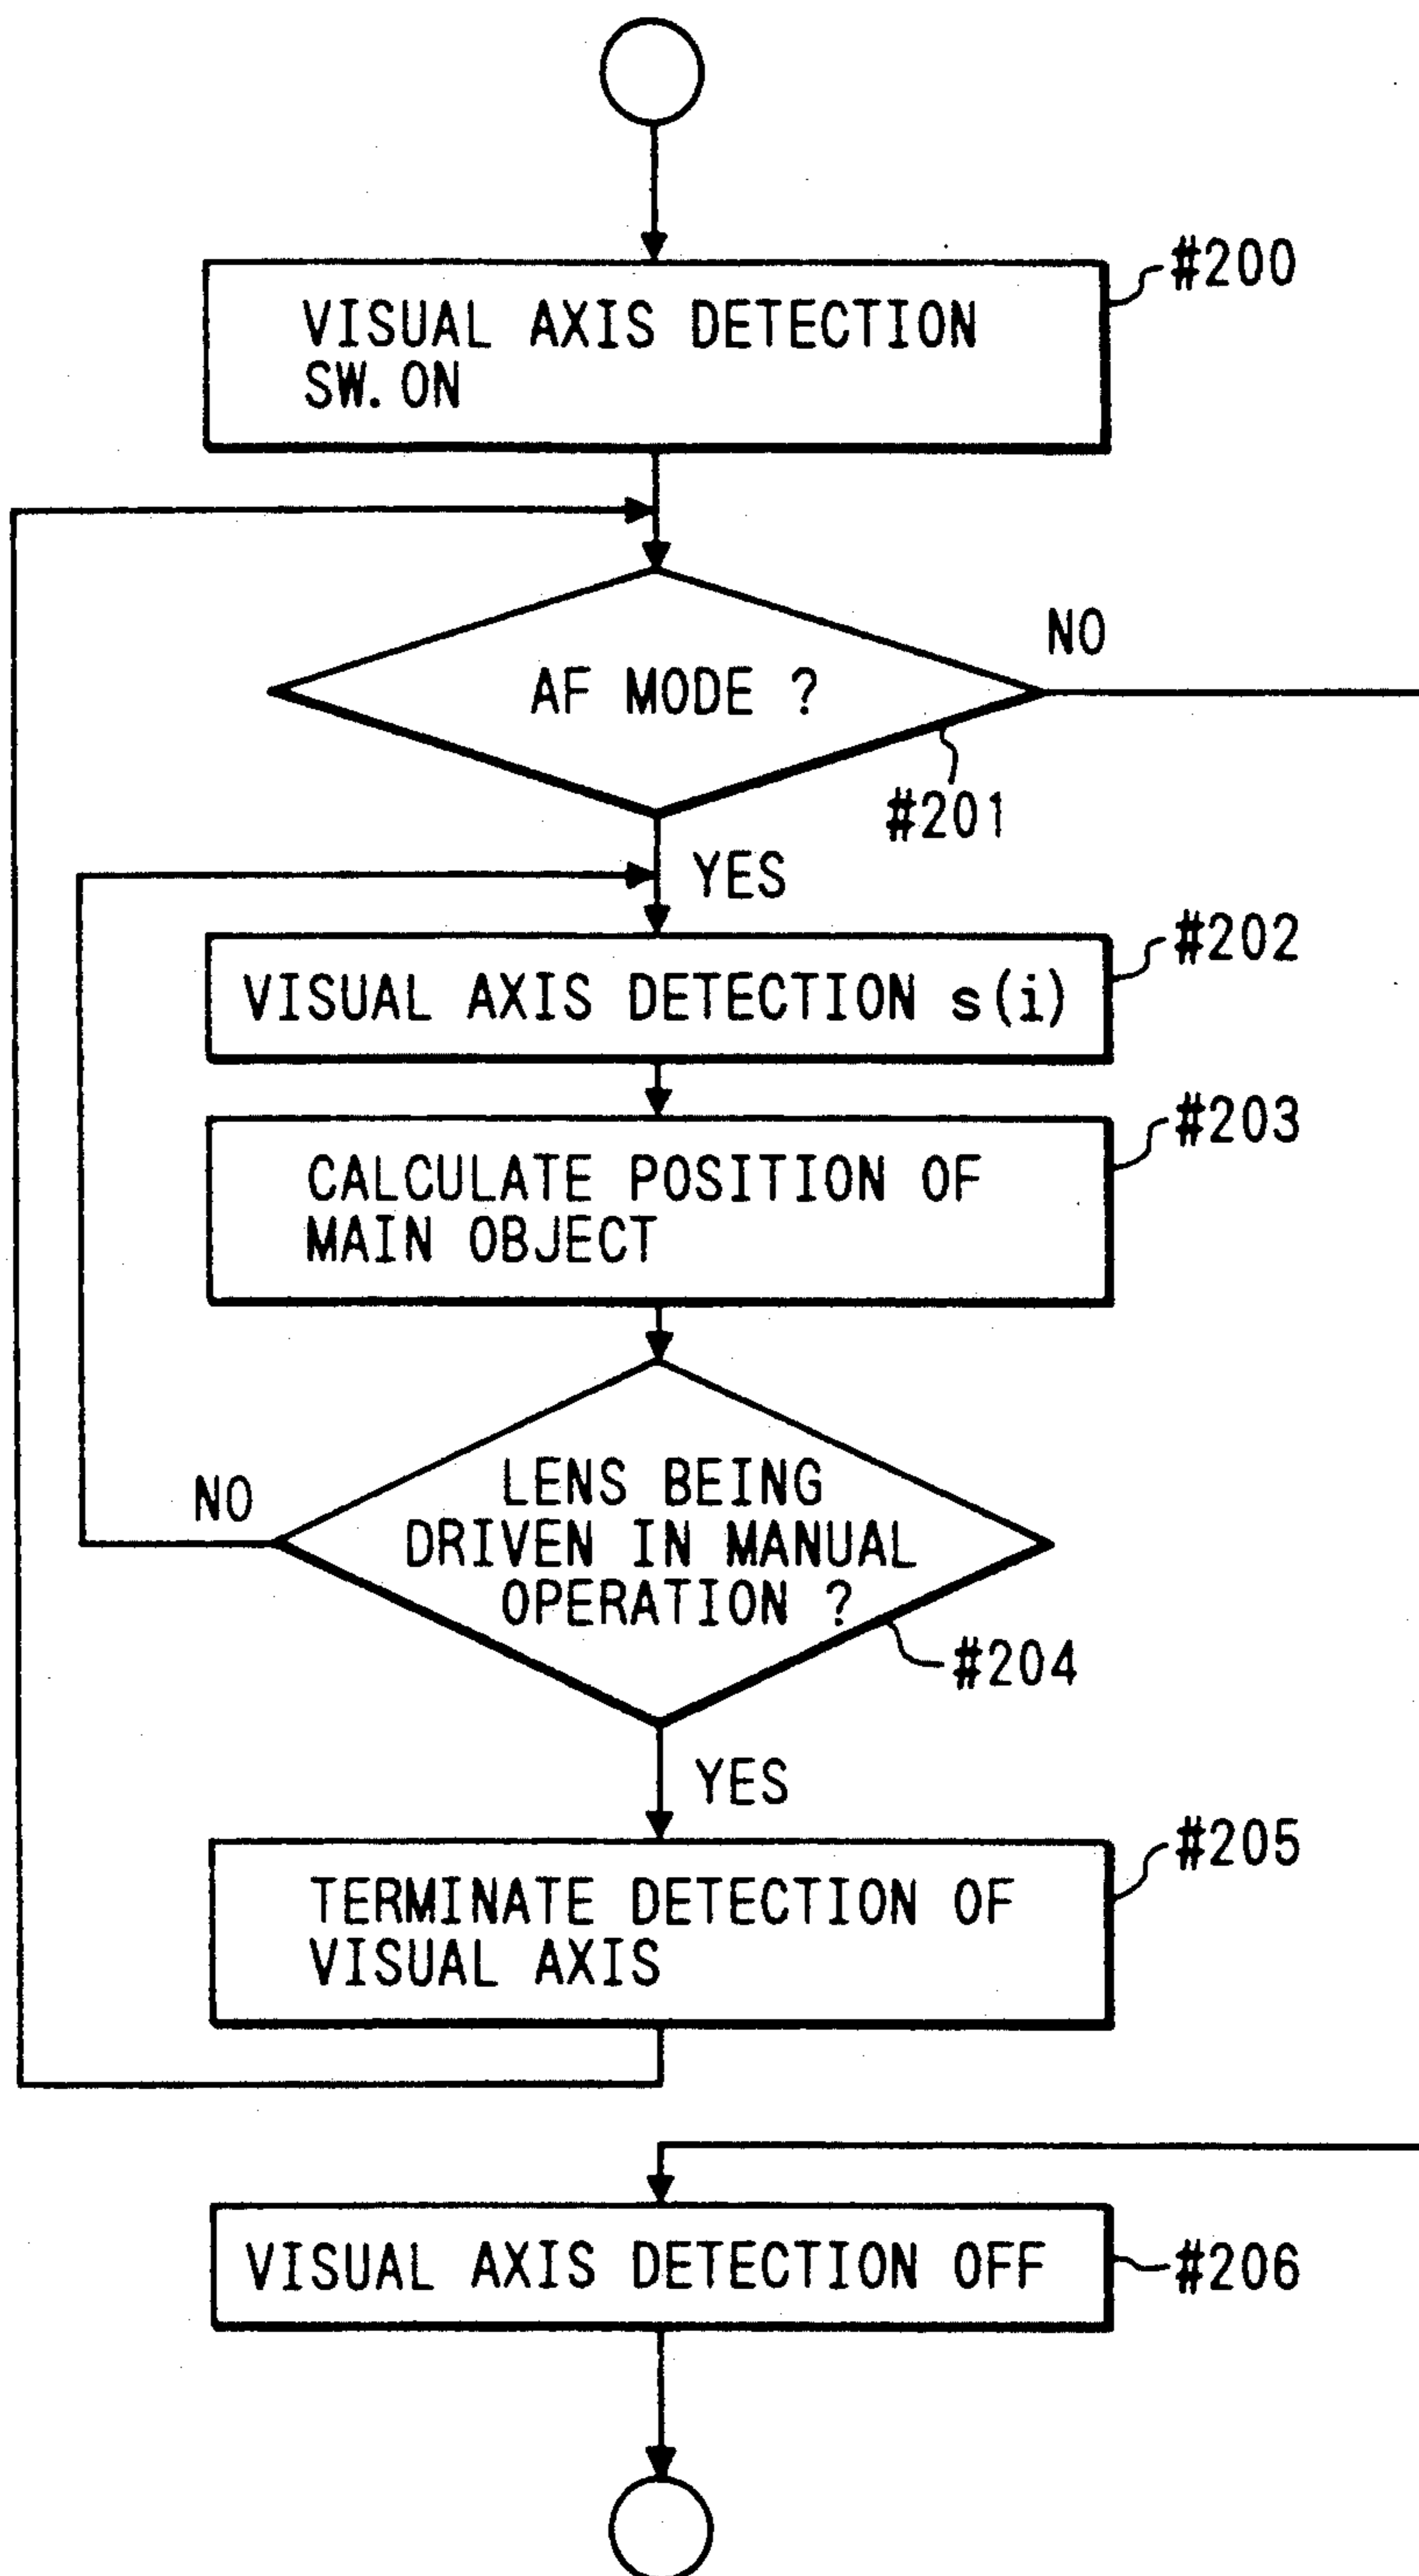 #200
VISUAL AXIS DETECTION
SW. ON
NO
AF MODE ?
#201
YES
#202
VISUAL AXIS DETECTION s(i)
#203
CALCULATE POSITION OF
MAIN OBJECT
LENS BEING
NO
DRIVEN IN MANUAL
OPERATION ?
#204
YES
#205
TERMINATE DETECTION OF
VISUAL AXIS
VISUAL AXIS DETECTION OFF
#206